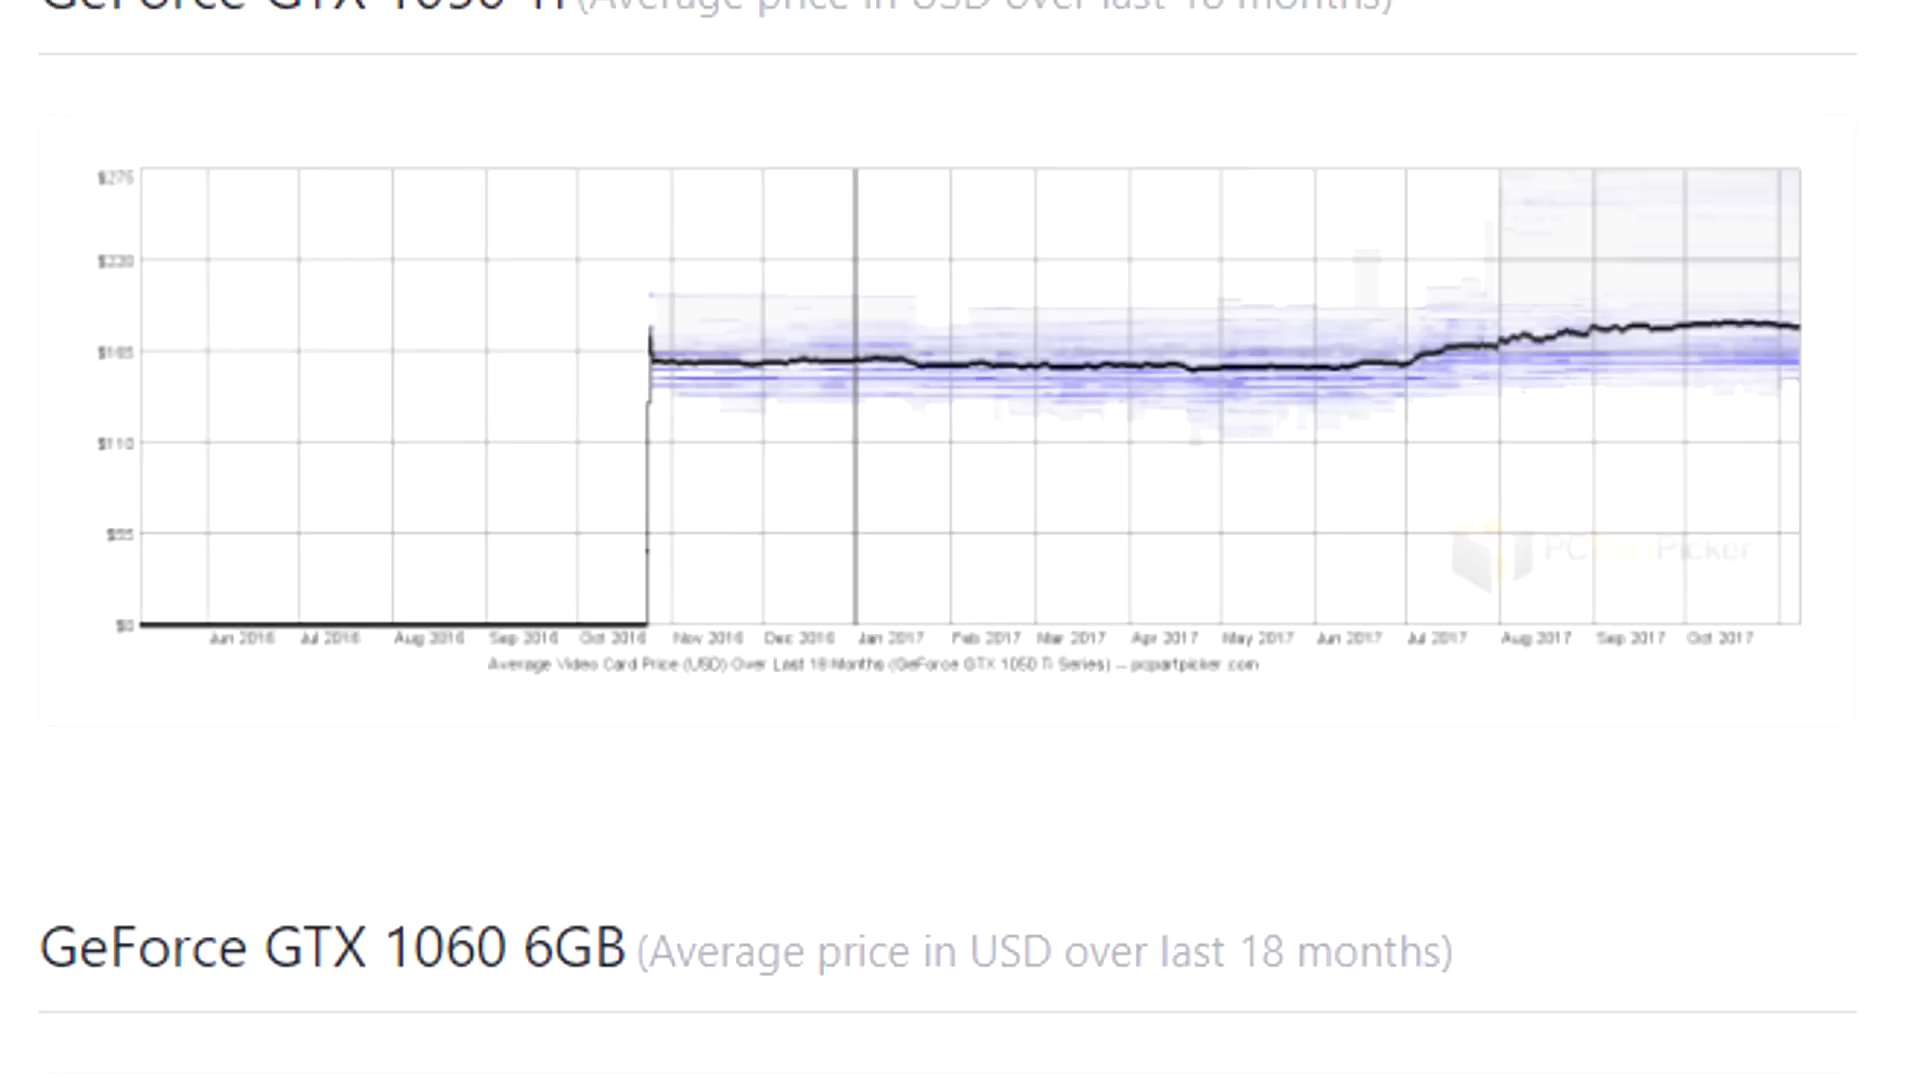 GeForce GTX 1050 Ti (Average price in USD over last 18 months)
$275
$220
$165
$110
$55
$0
Jun 2016 Jul 2016 Aug 2016 Sep 2016 Oct 2016 Nov 2016 Dec 2016 Jan 2017 Feb 2017 Mar 2017 Apr 2017 May 2017 Jun 2017 Jul 2017 Aug 2017 Sep 2017 Oct 2017
Average Video Card Price (USD) Over Last 18 Months (GeForce GTX 1050 Ti Series) -- pcpartpicker.com
PCPartPicker
GeForce GTX 1060 6GB (Average price in USD over last 18 months)